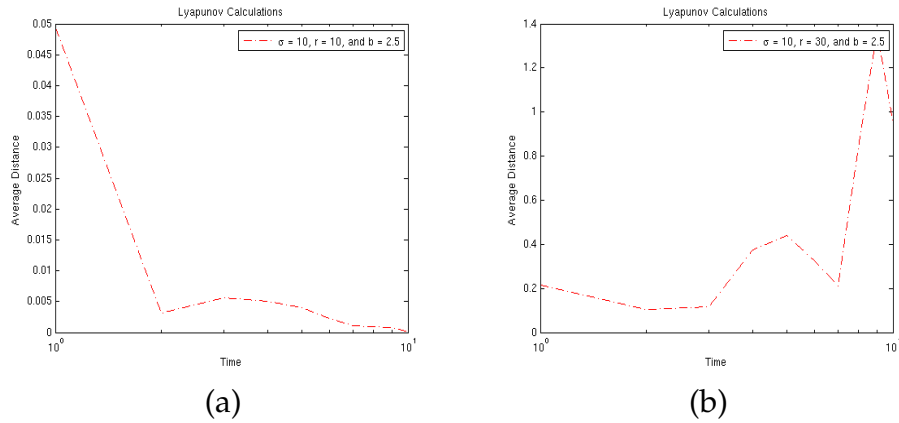 Lyapunov Calculations
σ = 10, r = 10, and b = 2.5
0.05
0.045
0.04
0.035
0.03
0.025
0.02
0.015
0.01
0.005
0
Average Distance
10^0
10^1
Time
(a)
Lyapunov Calculations
σ = 10, r = 30, and b = 2.5
1.4
1.2
1
0.8
0.6
0.4
0.2
0
Average Distance
10^0
10^1
Time
(b)